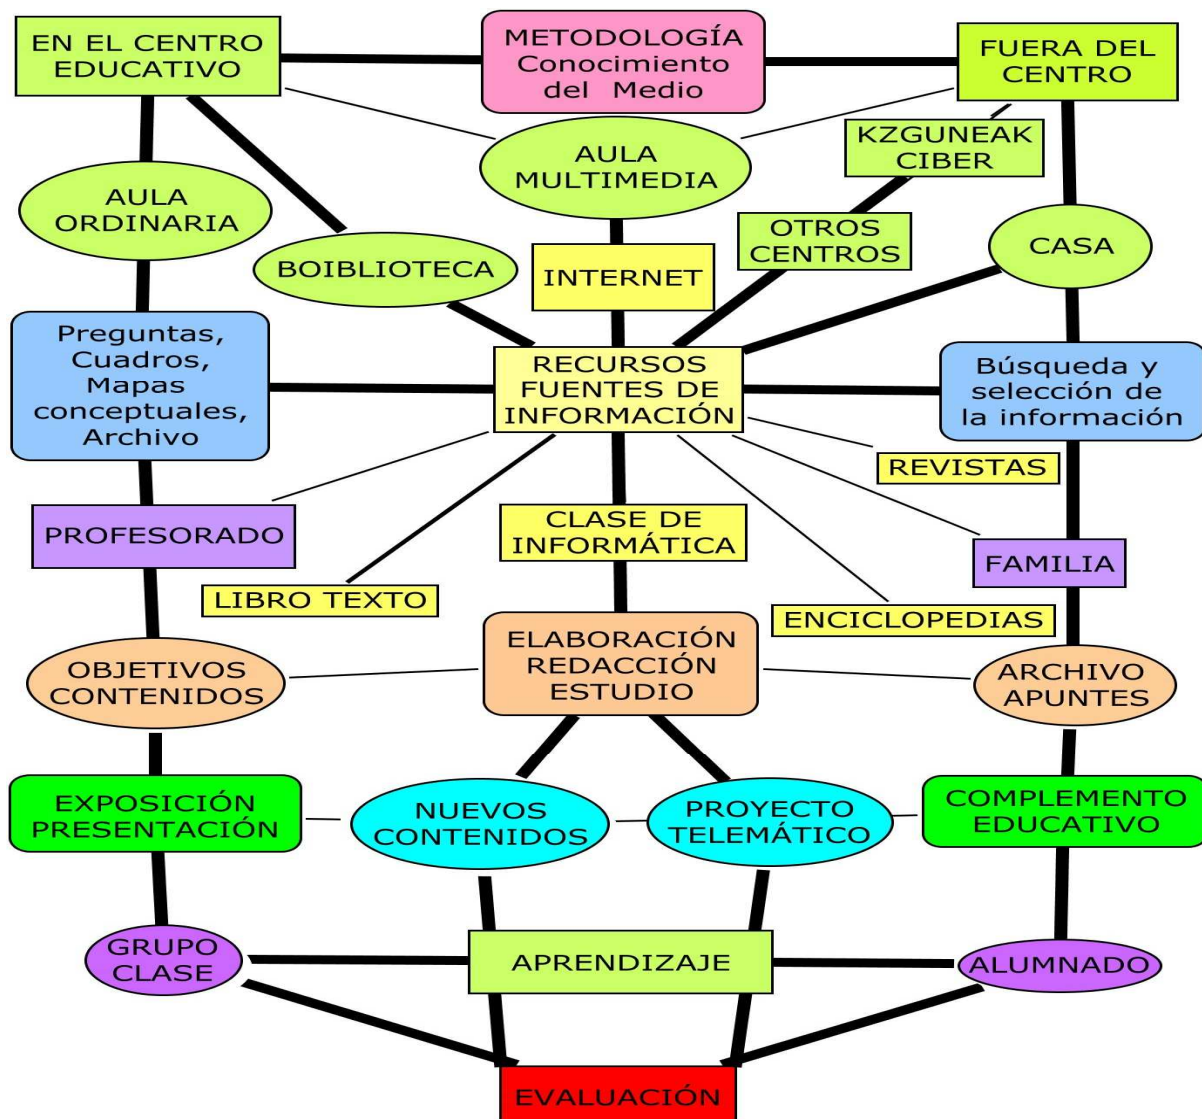 EN EL CENTRO
EDUCATIVO
METODOLOGÍA
Conocimiento
del Medio
FUERA DEL
CENTRO
KZGUNEAK
CIBER
AULA
MULTIMEDIA
AULA
ORDINARIA
OTROS
CENTROS
CASA
BOIBLIOTECA
INTERNET
Preguntas,
Cuadros,
Mapas
conceptuales,
Archivo
RECURSOS
FUENTES DE
INFORMACIÓN
Búsqueda y
selección de
la información
REVISTAS
PROFESORADO
CLASE DE
INFORMÁTICA
FAMILIA
LIBRO TEXTO
ENCICLOPEDIAS
OBJETIVOS
CONTENIDOS
ELABORACIÓN
REDACCIÓN
ESTUDIO
ARCHIVO
APUNTES
EXPOSICIÓN
PRESENTACIÓN
NUEVOS
CONTENIDOS
PROYECTO
TELEMÁTICO
COMPLEMENTO
EDUCATIVO
GRUPO
CLASE
APRENDIZAJE
ALUMNADO
EVALUACIÓN